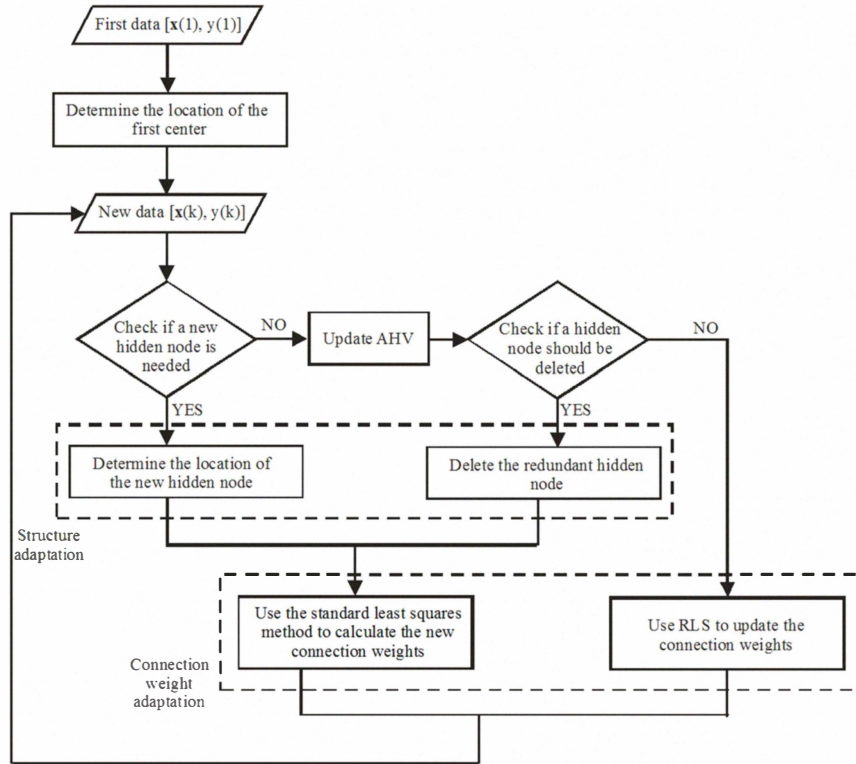 First data [x(1), y(1)]
Determine the location of the
first center
New data [x(k), y(k)]
Check if a new
hidden node is
needed
NO
Update AHV
Check if a hidden
node should be
deleted
NO
YES
YES
Determine the location of
the new hidden node
Delete the redundant hidden
node
Structure
adaptation
Use the standard least squares
method to calculate the new
connection weights
Use RLS to update the
connection weights
Connection
weight
adaptation